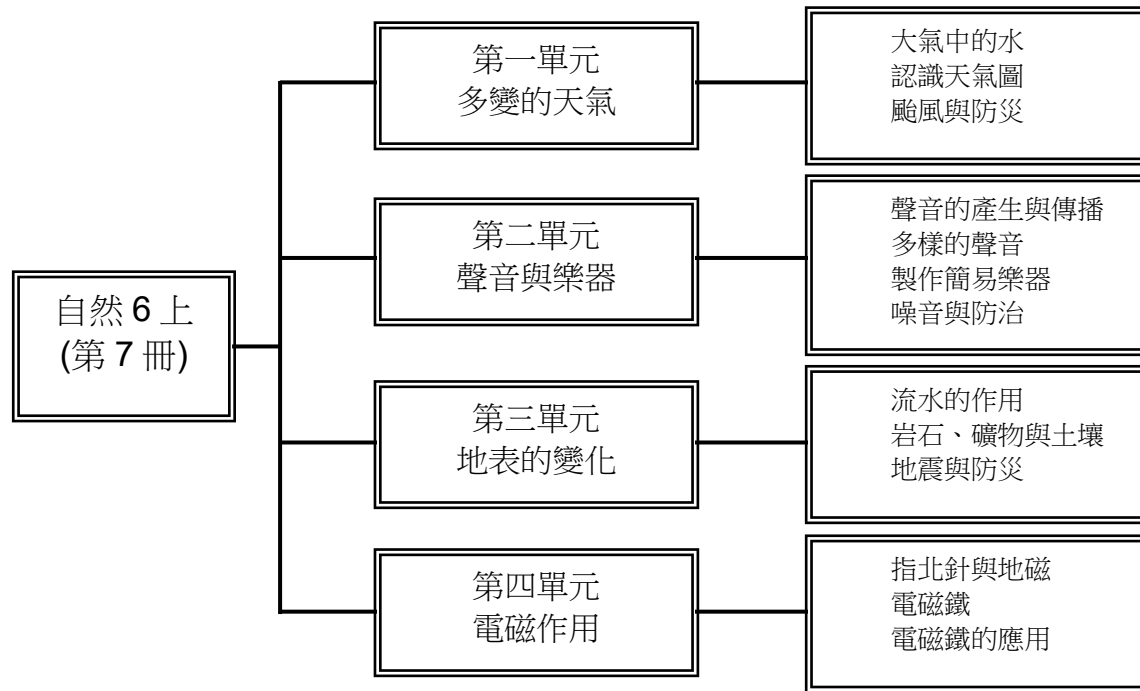 自然 6 上
(第 7 冊)
第一單元
多變的天氣
大氣中的水
認識天氣圖
颱風與防災
第二單元
聲音與樂器
聲音的產生與傳播
多樣的聲音
製作簡易樂器
噪音與防治
第三單元
地表的變化
流水的作用
岩石、礦物與土壤
地震與防災
第四單元
電磁作用
指北針與地磁
電磁鐵
電磁鐵的應用